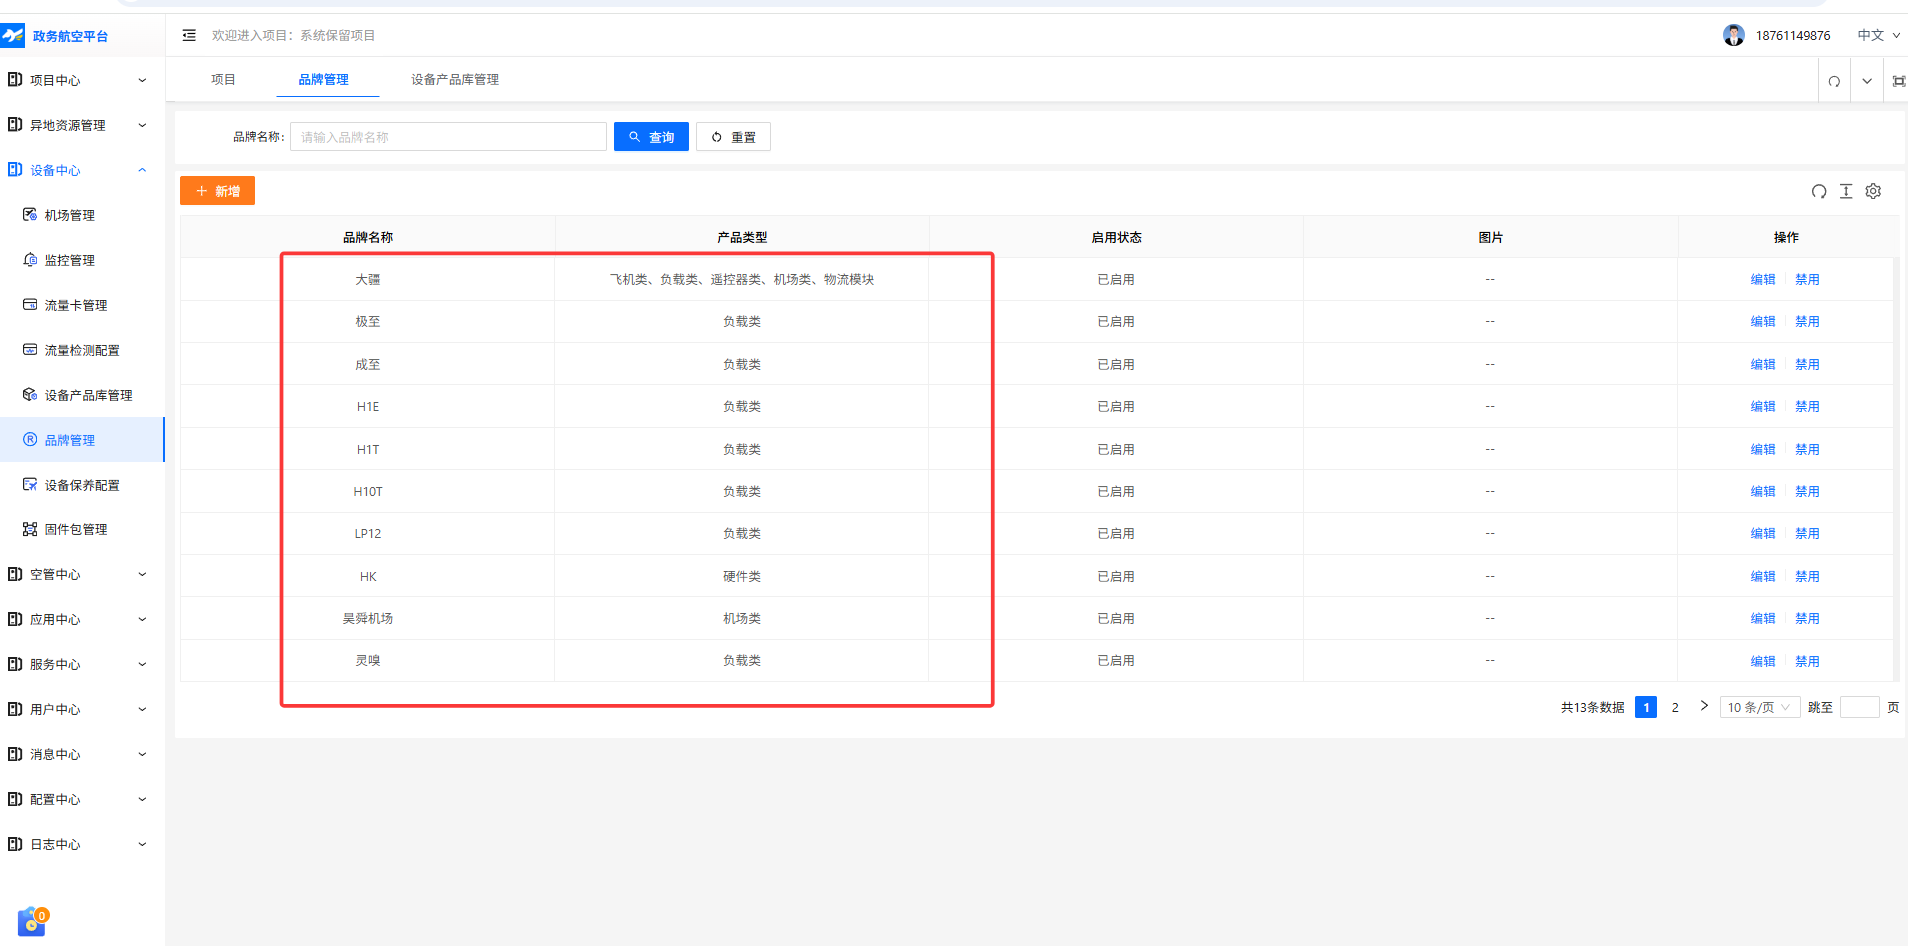 政务航空平台
欢迎进入项目：系统保留项目
18761149876 中文
项目 品牌管理 设备产品库管理
项目中心
异地资源管理
设备中心
机场管理
监控管理
流量卡管理
流量检测配置
设备产品库管理
品牌管理
设备保养配置
固件包管理
空管中心
应用中心
服务中心
用户中心
消息中心
配置中心
日志中心
0
品牌名称： 请输入品牌名称 查询 重置
新增
品牌名称 产品类型 启用状态 图片 操作
大疆 飞机类、负载类、遥控器类、机场类、物流模块 已启用 -- 编辑 禁用
极至 负载类 已启用 -- 编辑 禁用
成至 负载类 已启用 -- 编辑 禁用
H1E 负载类 已启用 -- 编辑 禁用
H1T 负载类 已启用 -- 编辑 禁用
H10T 负载类 已启用 -- 编辑 禁用
LP12 负载类 已启用 -- 编辑 禁用
HK 硬件类 已启用 -- 编辑 禁用
昊舜机场 机场类 已启用 -- 编辑 禁用
灵嗅 负载类 已启用 -- 编辑 禁用
共13条数据 1 2 10 条/页 跳至 页